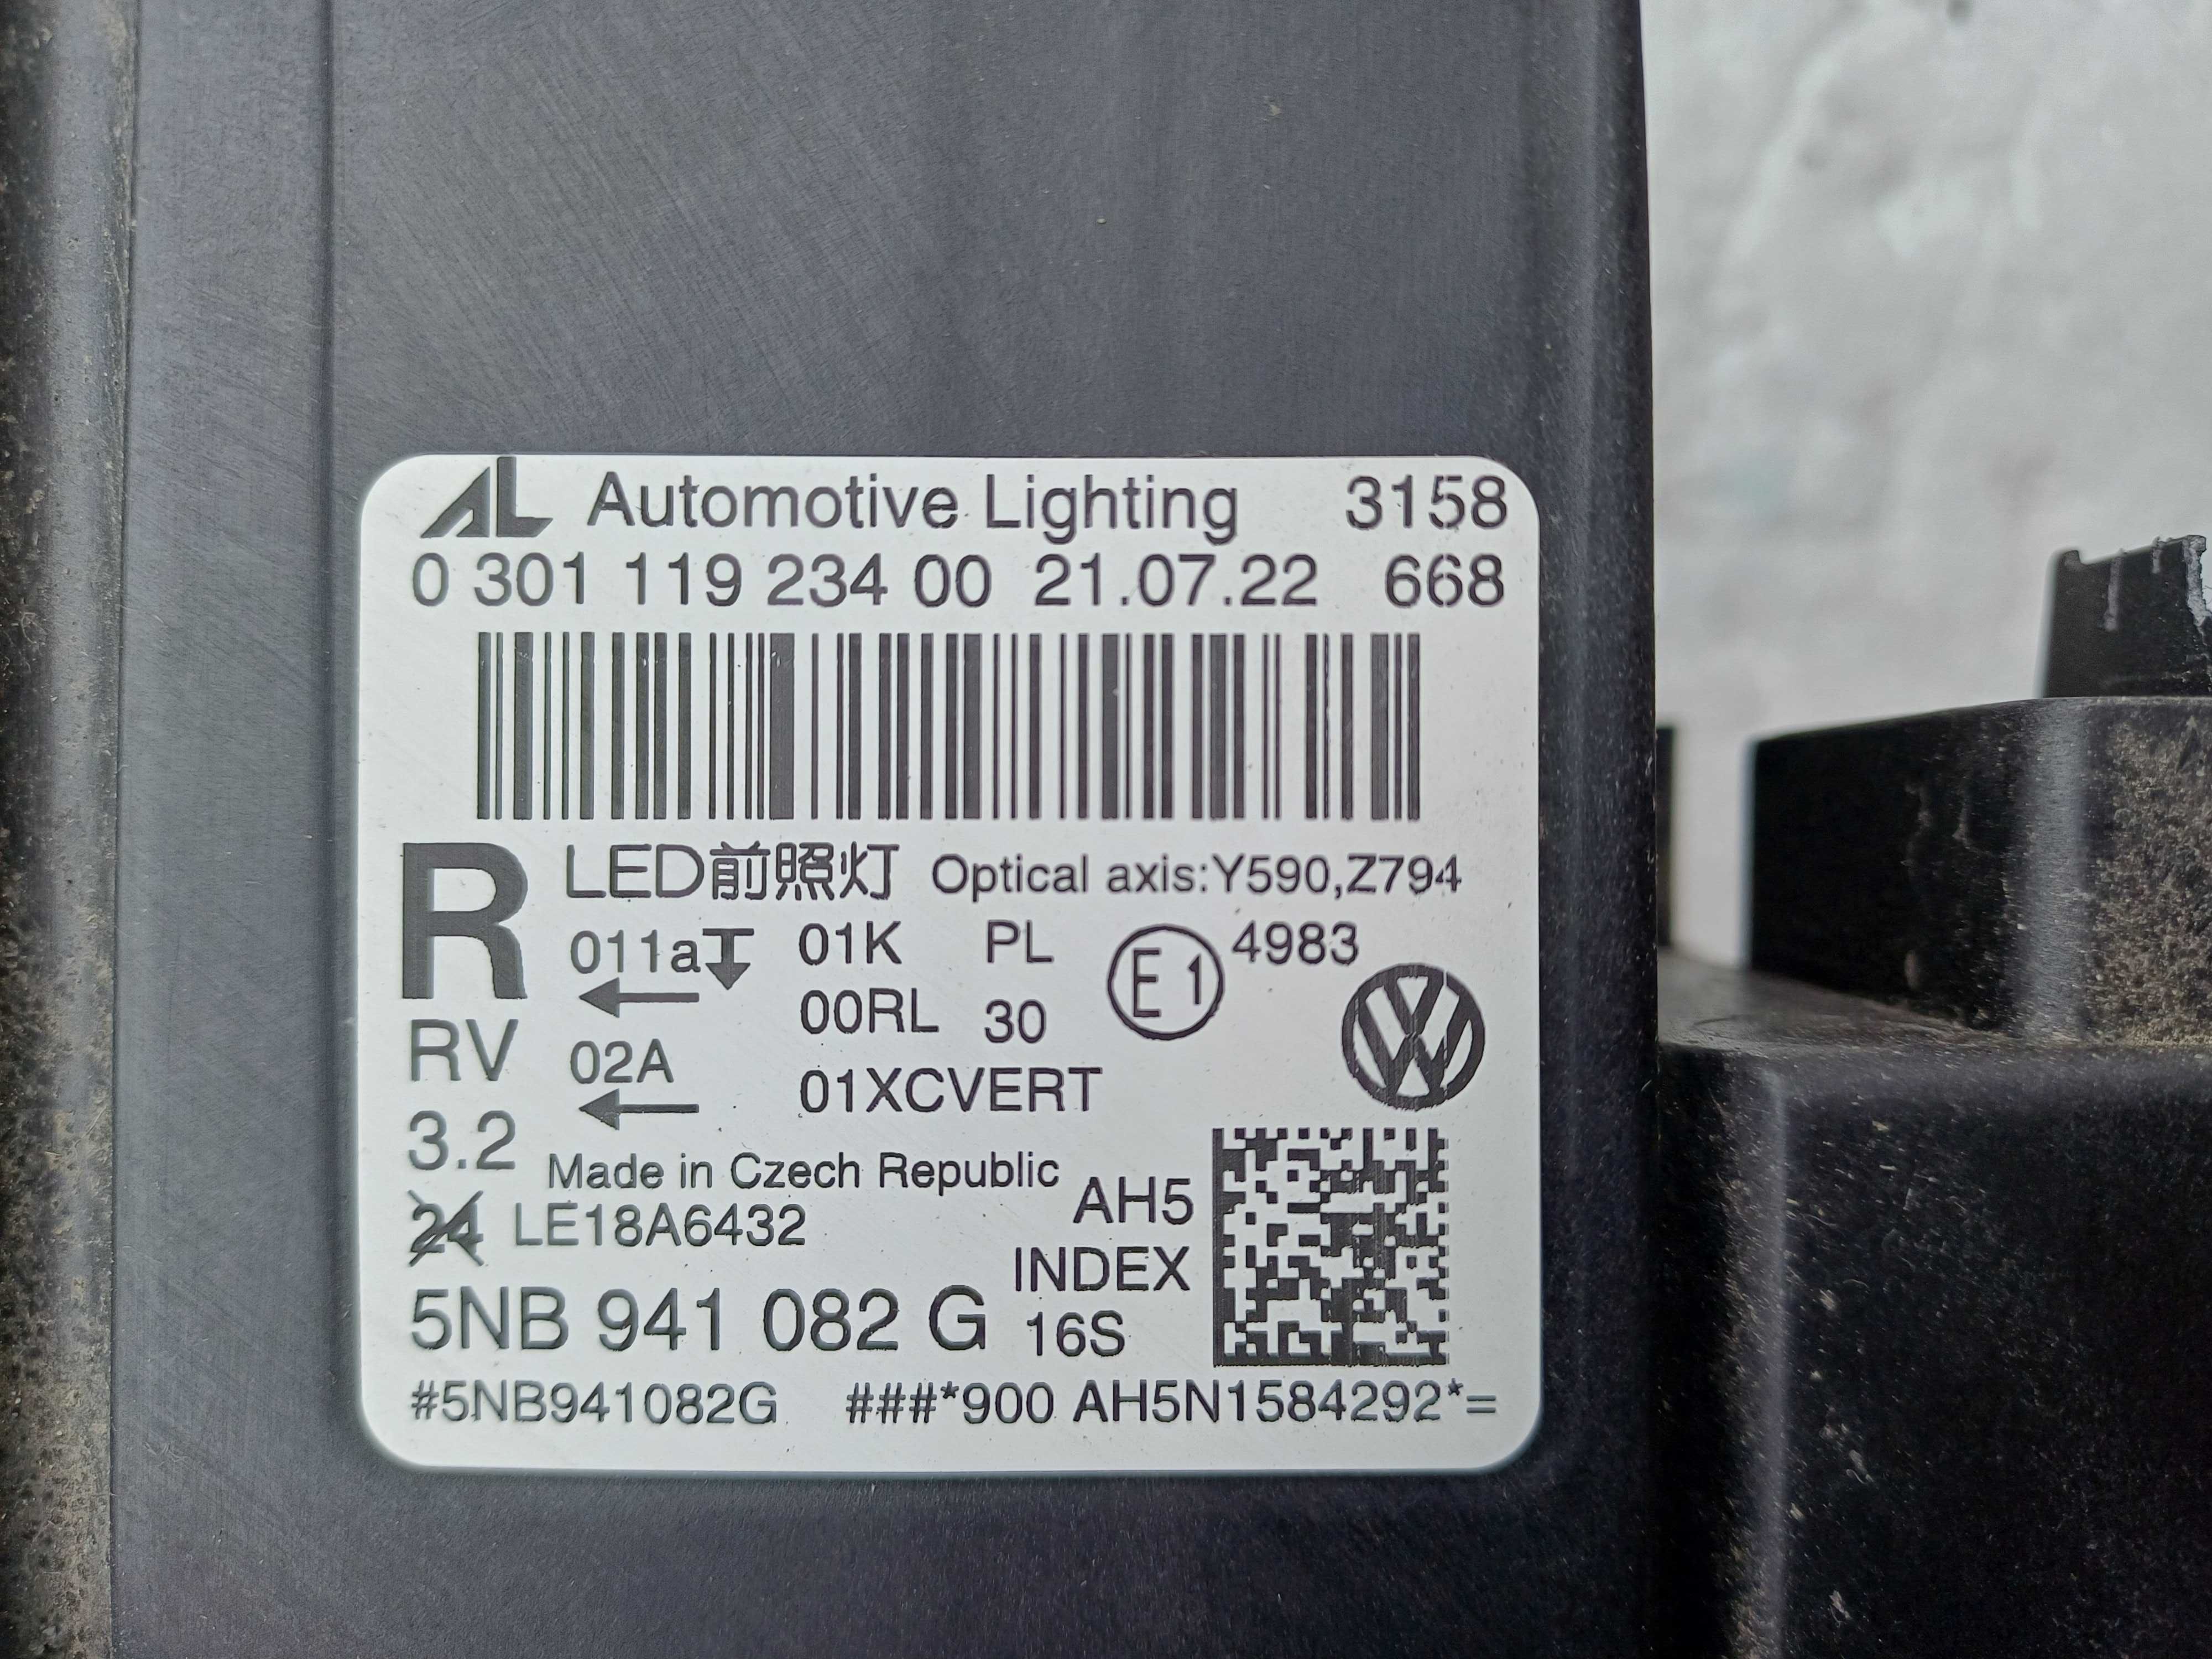 AL Automotive Lighting 3158
0 301 119 234 00 21.07.22 668
R LED前照灯 Optical axis:Y590,Z794
011a 01K PL E1 4983
00RL 30
RV 02A 01XCVERT
3.2 Made in Czech Republic AH5
24 LE18A6432
INDEX
5NB 941 082 G 16S
#5NB941082G ###*900 AH5N1584292*=